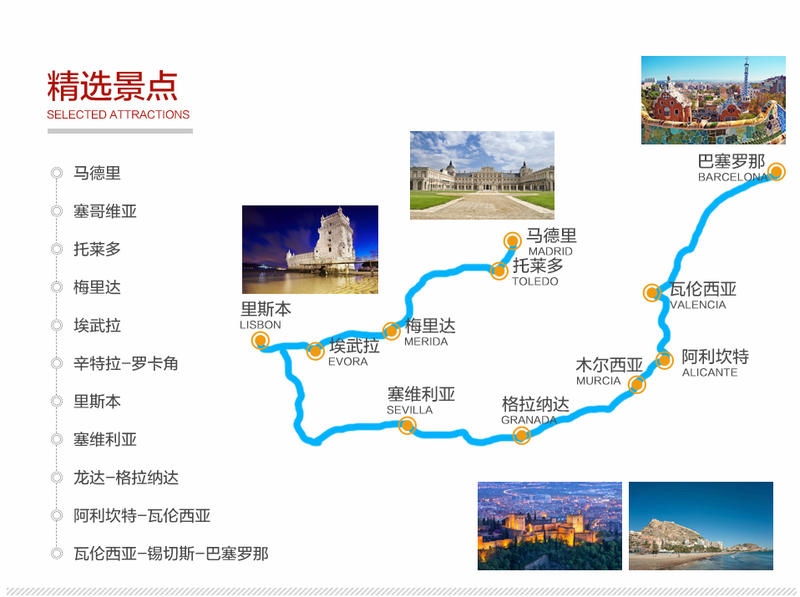 精选景点
SELECTED ATTRACTIONS
马德里
塞哥维亚
托莱多
梅里达
埃武拉
辛特拉–罗卡角
里斯本
塞维利亚
龙达–格拉纳达
阿利坎特–瓦伦西亚
瓦伦西亚–锡切斯–巴塞罗那
巴塞罗那
BARCELONA
马德里
MADRID
托莱多
TOLEDO
瓦伦西亚
VALENCIA
里斯本
LISBON
梅里达
MERIDA
埃武拉
EVORA
阿利坎特
ALICANTE
木尔西亚
MURCIA
塞维利亚
SEVILLA
格拉纳达
GRANADA